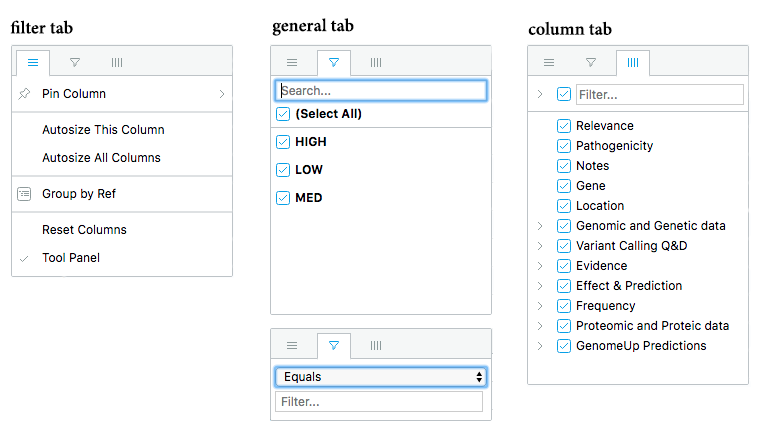 filter tab
Pin Column
Autosize This Column
Autosize All Columns
Group by Ref
Reset Columns
Tool Panel
general tab
Search...
(Select All)
HIGH
LOW
MED
Equals
Filter...
column tab
Filter...
Relevance
Pathogenicity
Notes
Gene
Location
Genomic and Genetic data
Variant Calling Q&D
Evidence
Effect & Prediction
Frequency
Proteomic and Proteic data
GenomeUp Predictions